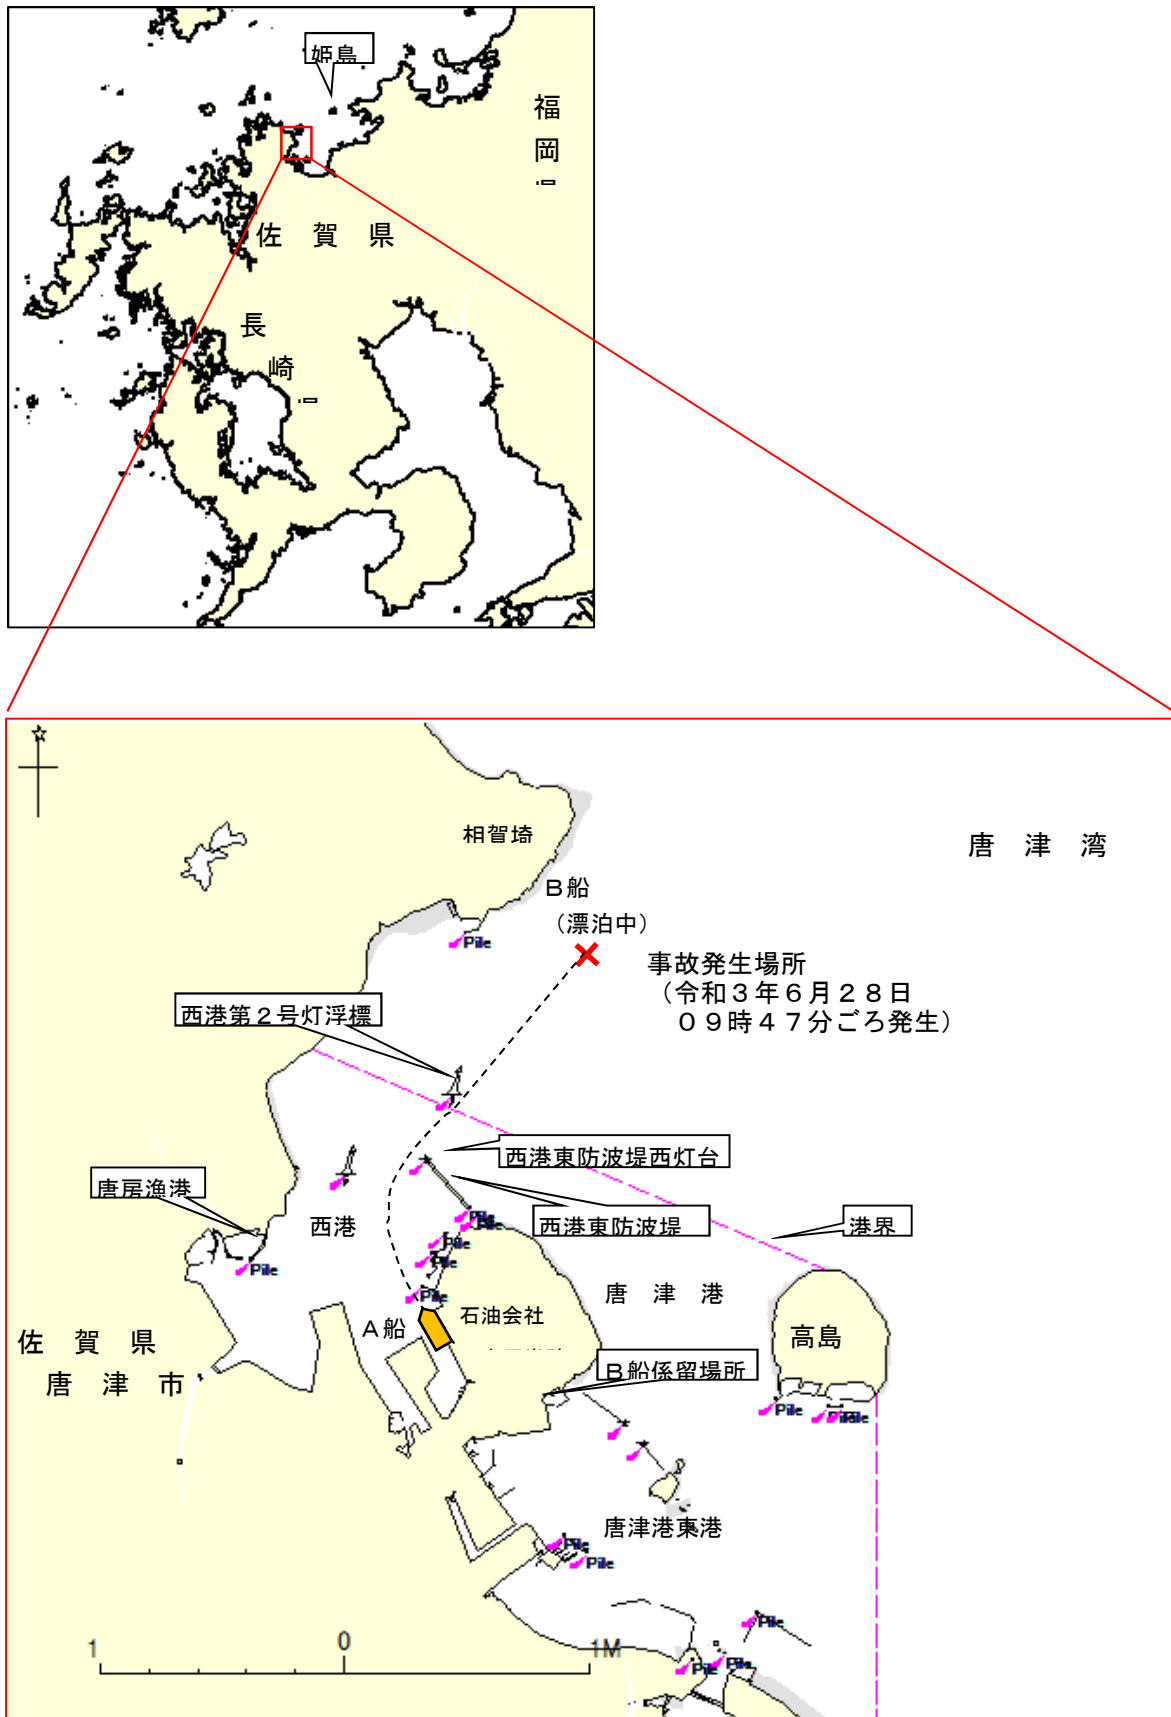 姫島
福
岡
佐 賀 県
長
崎
相賀埼
唐 津 湾
B船
(漂泊中)
Pile
事故発生場所
(令和3年6月28日
09時47分ごろ発生)
西港第2号灯浮標
西港東防波堤西灯台
唐房漁港
西港東防波堤
港界
西港
Pile
Pile
Pile
Pile
Pile
Pile
唐 津 港
A船
石油会社
高島
佐 賀 県
唐 津 市
B船係留場所
Pile
Pile
Pile
唐津港東港
Pile
Pile
Pile
Pile
Pile
1 0 1M